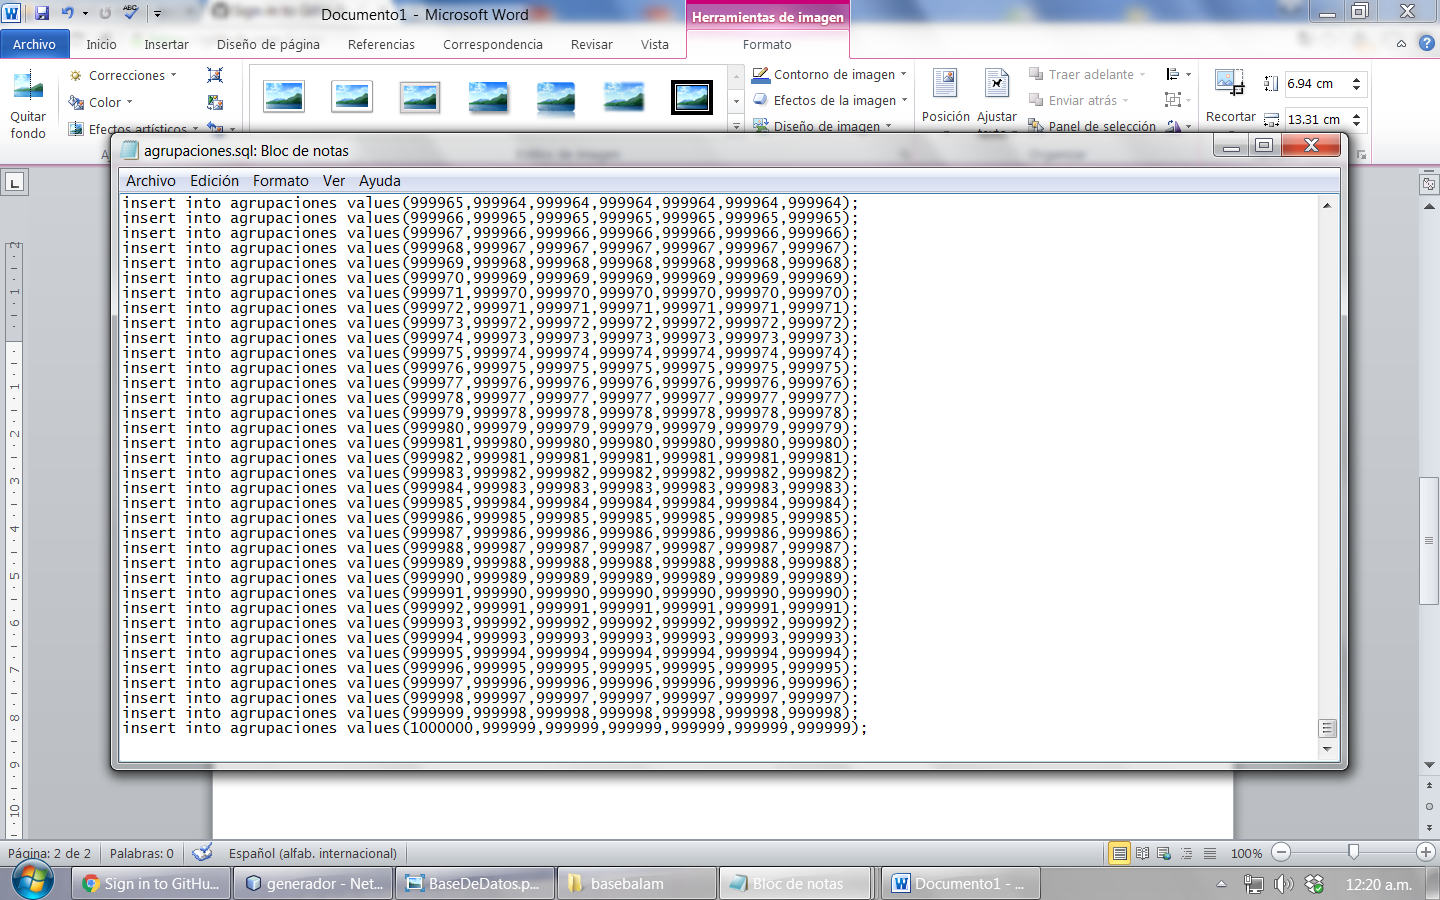 Documento1 - Microsoft Word
Herramientas de imagen
Archivo Inicio Insertar Diseño de página Referencias Correspondencia Revisar Vista Formato
Quitar fondo
Correcciones
Color
Efectos artísticos
Contorno de imagen
Efectos de la imagen
Diseño de imagen
Posición
Ajustar
Traer adelante
Enviar atrás
Panel de selección
Recortar
6.94 cm
13.31 cm
agrupaciones.sql: Bloc de notas
Archivo Edición Formato Ver Ayuda
insert into agrupaciones values(999965,999964,999964,999964,999964,999964,999964);
insert into agrupaciones values(999966,999965,999965,999965,999965,999965,999965);
insert into agrupaciones values(999967,999966,999966,999966,999966,999966,999966);
insert into agrupaciones values(999968,999967,999967,999967,999967,999967,999967);
insert into agrupaciones values(999969,999968,999968,999968,999968,999968,999968);
insert into agrupaciones values(999970,999969,999969,999969,999969,999969,999969);
insert into agrupaciones values(999971,999970,999970,999970,999970,999970,999970);
insert into agrupaciones values(999972,999971,999971,999971,999971,999971,999971);
insert into agrupaciones values(999973,999972,999972,999972,999972,999972,999972);
insert into agrupaciones values(999974,999973,999973,999973,999973,999973,999973);
insert into agrupaciones values(999975,999974,999974,999974,999974,999974,999974);
insert into agrupaciones values(999976,999975,999975,999975,999975,999975,999975);
insert into agrupaciones values(999977,999976,999976,999976,999976,999976,999976);
insert into agrupaciones values(999978,999977,999977,999977,999977,999977,999977);
insert into agrupaciones values(999979,999978,999978,999978,999978,999978,999978);
insert into agrupaciones values(999980,999979,999979,999979,999979,999979,999979);
insert into agrupaciones values(999981,999980,999980,999980,999980,999980,999980);
insert into agrupaciones values(999982,999981,999981,999981,999981,999981,999981);
insert into agrupaciones values(999983,999982,999982,999982,999982,999982,999982);
insert into agrupaciones values(999984,999983,999983,999983,999983,999983,999983);
insert into agrupaciones values(999985,999984,999984,999984,999984,999984,999984);
insert into agrupaciones values(999986,999985,999985,999985,999985,999985,999985);
insert into agrupaciones values(999987,999986,999986,999986,999986,999986,999986);
insert into agrupaciones values(999988,999987,999987,999987,999987,999987,999987);
insert into agrupaciones values(999989,999988,999988,999988,999988,999988,999988);
insert into agrupaciones values(999990,999989,999989,999989,999989,999989,999989);
insert into agrupaciones values(999991,999990,999990,999990,999990,999990,999990);
insert into agrupaciones values(999992,999991,999991,999991,999991,999991,999991);
insert into agrupaciones values(999993,999992,999992,999992,999992,999992,999992);
insert into agrupaciones values(999994,999993,999993,999993,999993,999993,999993);
insert into agrupaciones values(999995,999994,999994,999994,999994,999994,999994);
insert into agrupaciones values(999996,999995,999995,999995,999995,999995,999995);
insert into agrupaciones values(999997,999996,999996,999996,999996,999996,999996);
insert into agrupaciones values(999998,999997,999997,999997,999997,999997,999997);
insert into agrupaciones values(999999,999998,999998,999998,999998,999998,999998);
insert into agrupaciones values(1000000,999999,999999,999999,999999,999999,999999);
Página: 2 de 2 Palabras: 0 Español (alfab. internacional) 100%
Sign in to GitHu... generador - Net... BaseDeDatos.p... basebalam Bloc de notas Documento1 - ... 12:20 a.m.